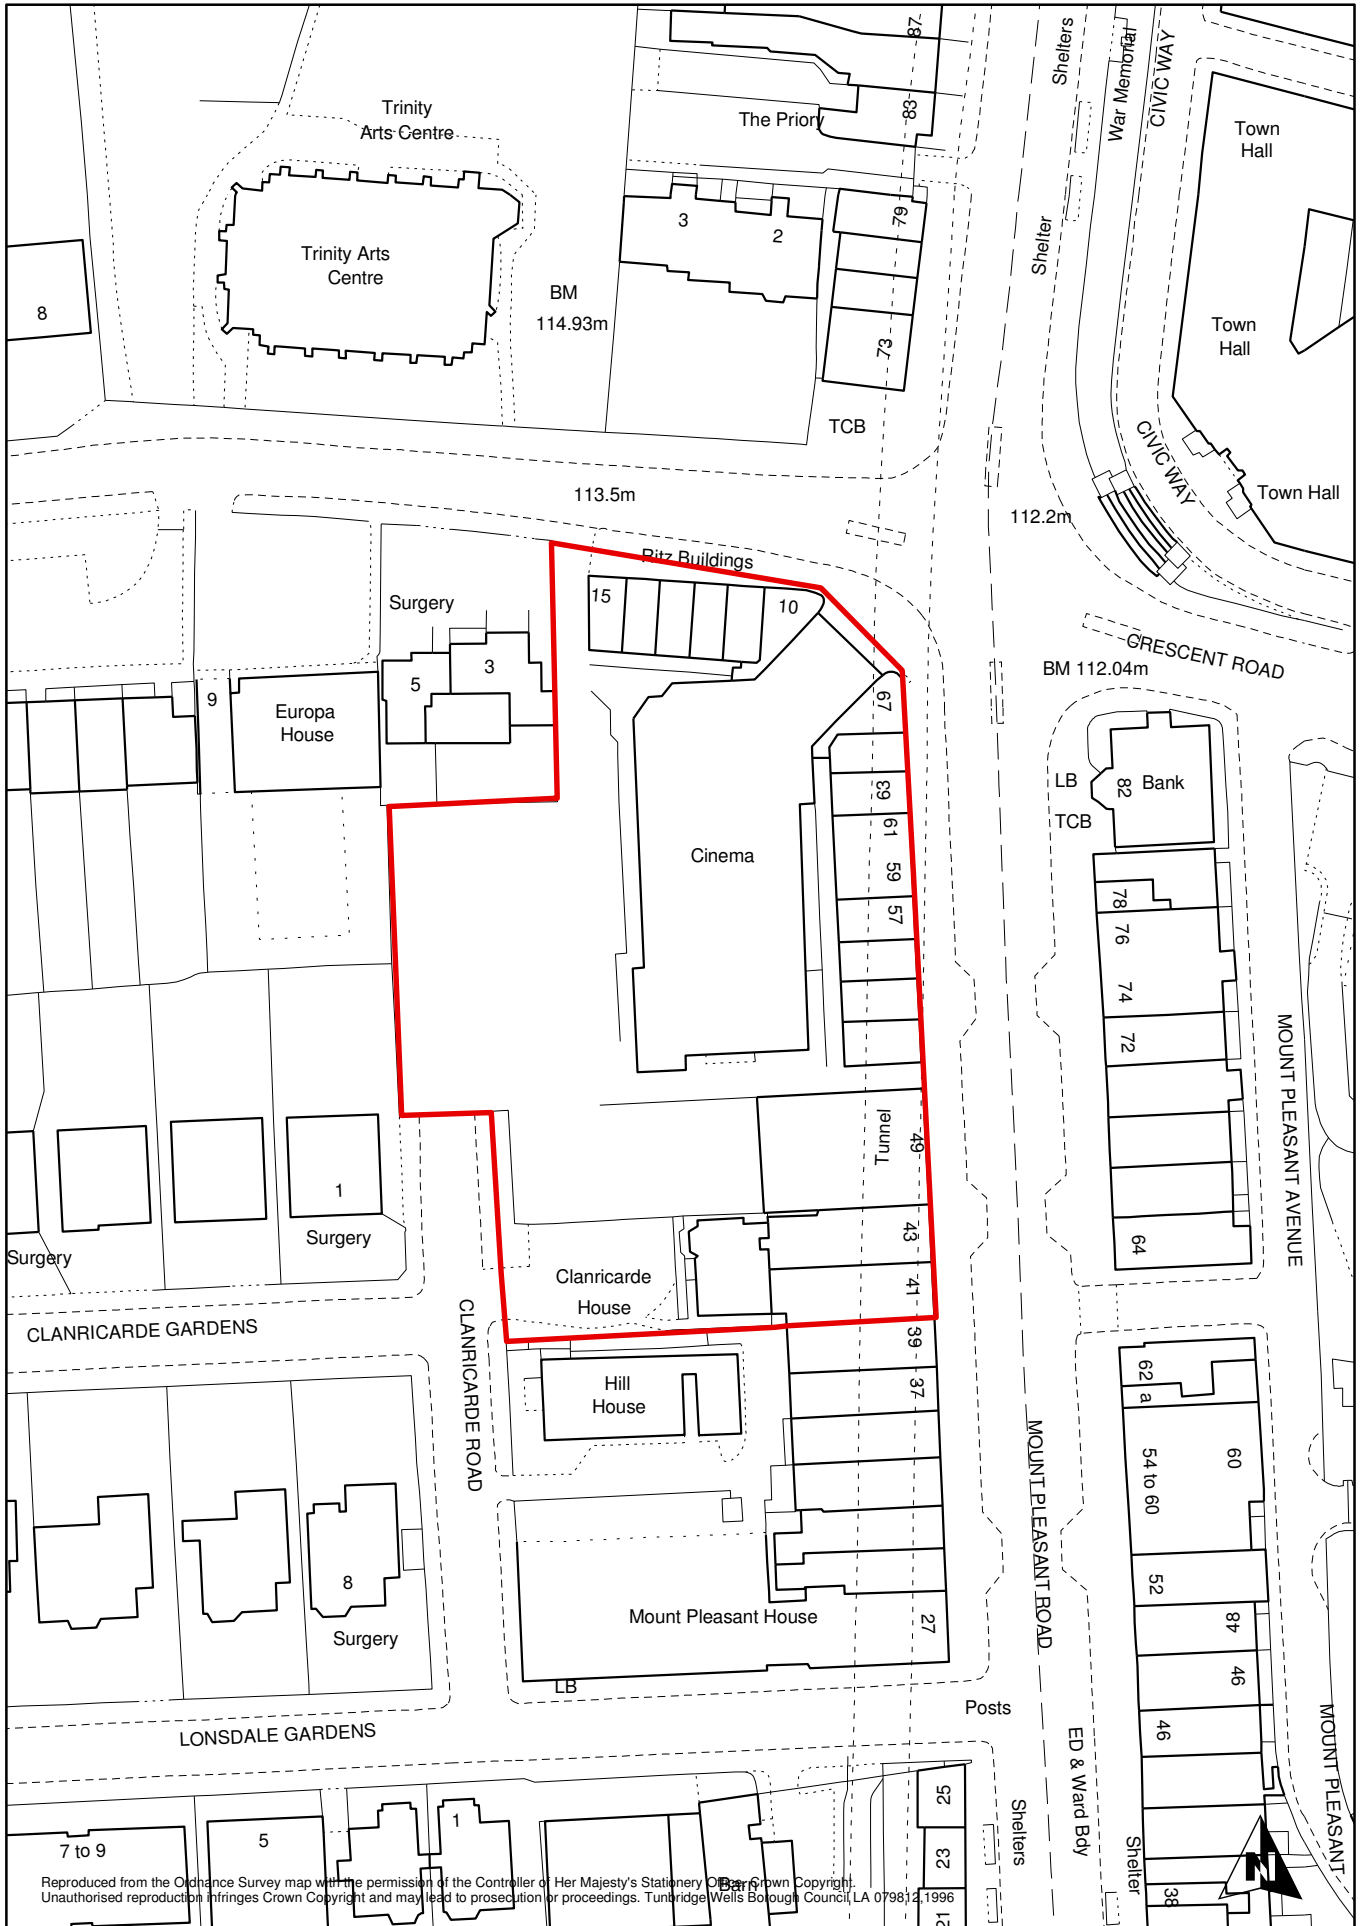 87
Shelters
War Memorial
CIVIC WAY
Trinity
Arts Centre
The Priory
83
Town
Hall
3
2
79
Shelter
Trinity Arts
Centre
8
BM
114.93m
73
Town
Hall
TCB
CIVIC WAY
113.5m
112.2m
Town Hall
Ritz Buildings
Surgery
15
10
CRESCENT ROAD
BM 112.04m
5
3
9
Europa
House
67
LB
82
Bank
TCB
63
61
Cinema
59
57
78
76
74
72
MOUNT PLEASANT AVENUE
Tunnel
49
1
Surgery
Surgery
43
64
Clanricarde
House
41
CLANRICARDE GARDENS
CLANRICARDE ROAD
39
Hill
House
37
62
a
MOUNT PLEASANT ROAD
54 to 60
60
8
52
Mount Pleasant House
27
48
Surgery
46
LB
Posts
46
LONSDALE GARDENS
ED & Ward Bdy
MOUNT PLEASANT
25
1
Shelters
7 to 9
5
23
Shelter
N
Barn
38
21
Reproduced from the Ordnance Survey map with the permission of the Controller of Her Majesty's Stationery Office Crown Copyright.
Unauthorised reproduction infringes Crown Copyright and may lead to prosecution or proceedings. Tunbridge Wells Borough Council LA 079812,1996